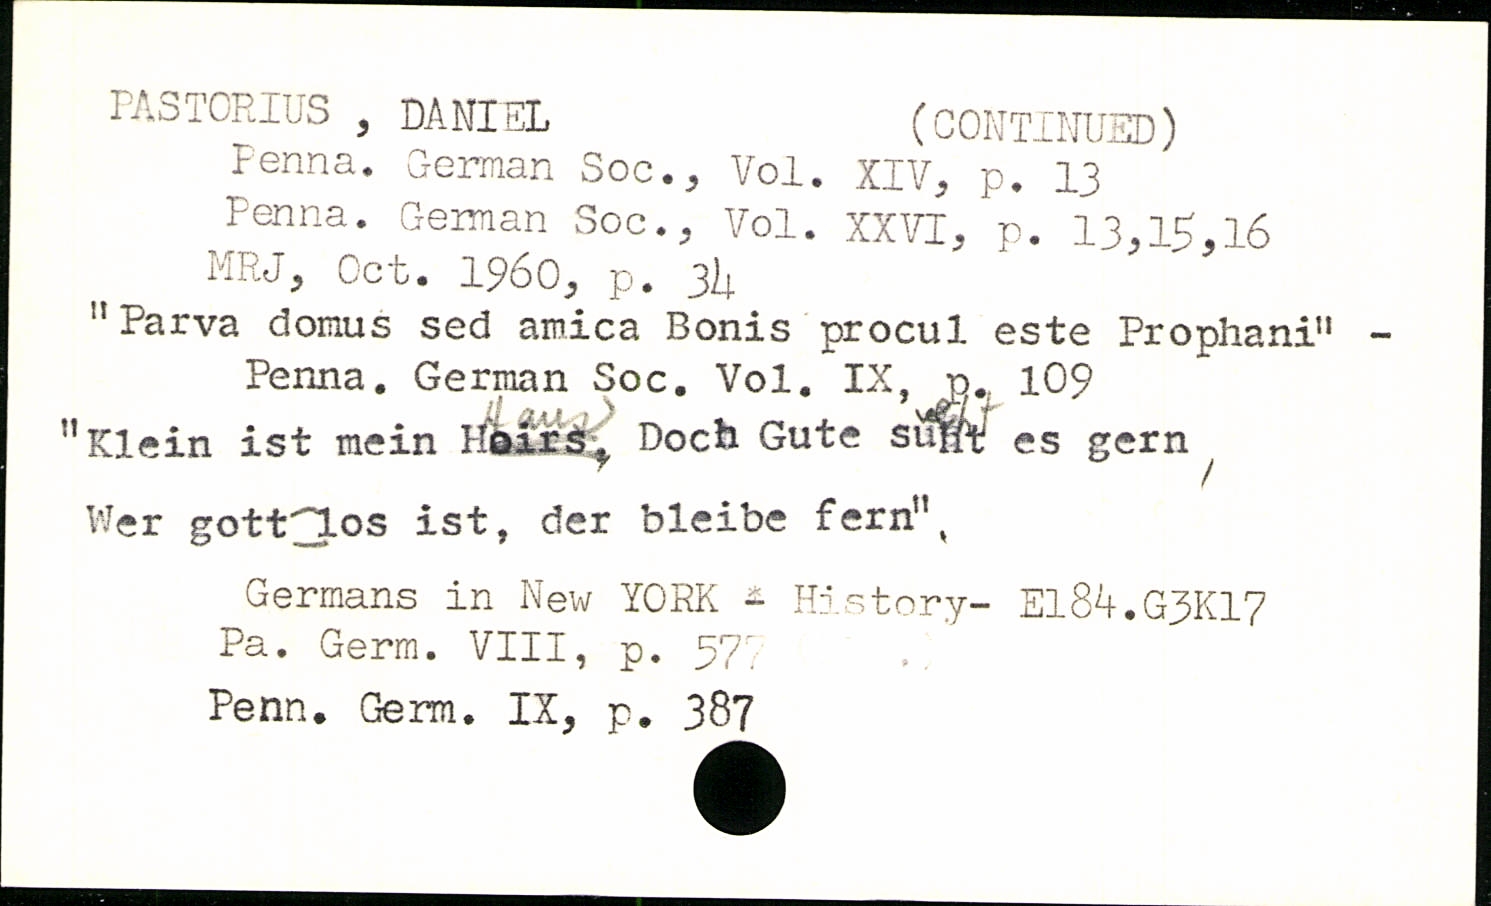 PASTORIUS , DANIEL (CONTINUED)
Penna. German Soc., Vol. XIV, p. 13
Penna. German Soc., Vol. XXVI, p. 13,15,16
MRJ, Oct. 1960, p. 34
"Parva domus sed amica Bonis procul este Prophani" -
Penna. German Soc. Vol. IX, p. 109
Haus
"Klein ist mein Hoirs, Doch Gute es gern,
Wer gottlos ist, der bleibe fern".
Germans in New YORK - History- E184.G3K17
Pa. Germ. VIII, p. 577
Penn. Germ. IX, p. 387